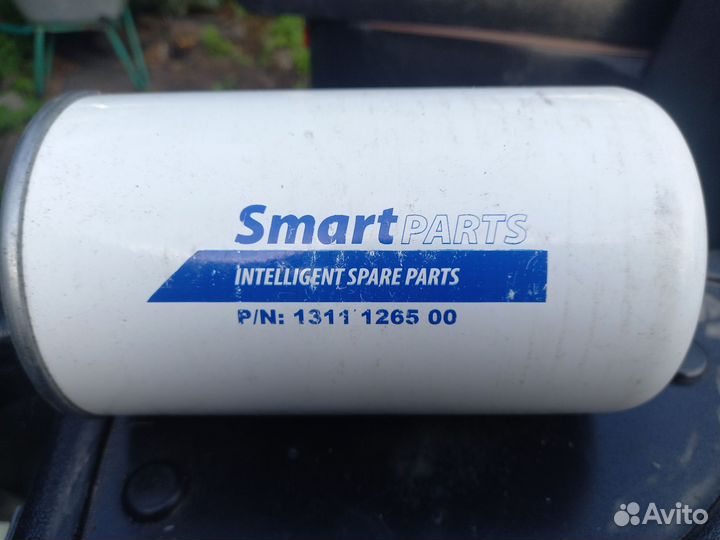 SmartPARTS
INTELLIGENT SPARE PARTS
P/N: 1311 1265 00
Avito